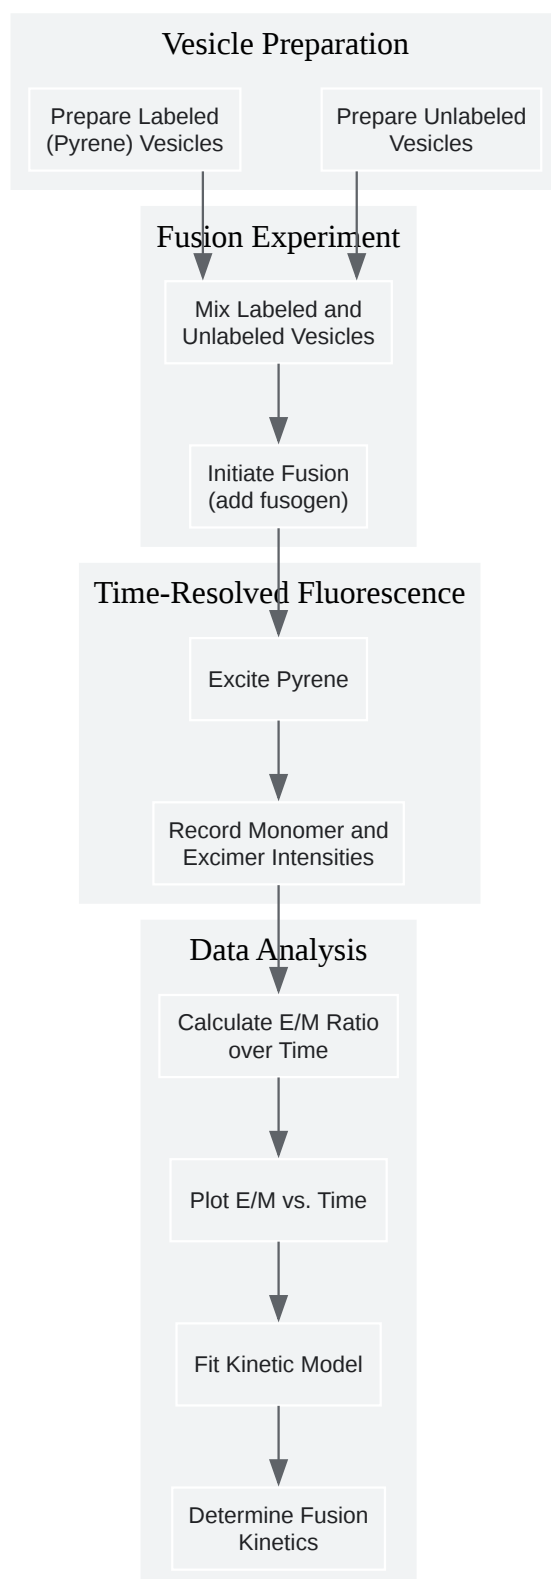 Vesicle Preparation
Prepare Labeled
(Pyrene) Vesicles
Prepare Unlabeled
Vesicles
Fusion Experiment
Mix Labeled and
Unlabeled Vesicles
Initiate Fusion
(add fusogen)
Time-Resolved Fluorescence
Excite Pyrene
Record Monomer and
Excimer Intensities
Data Analysis
Calculate E/M Ratio
over Time
Plot E/M vs. Time
Fit Kinetic Model
Determine Fusion
Kinetics